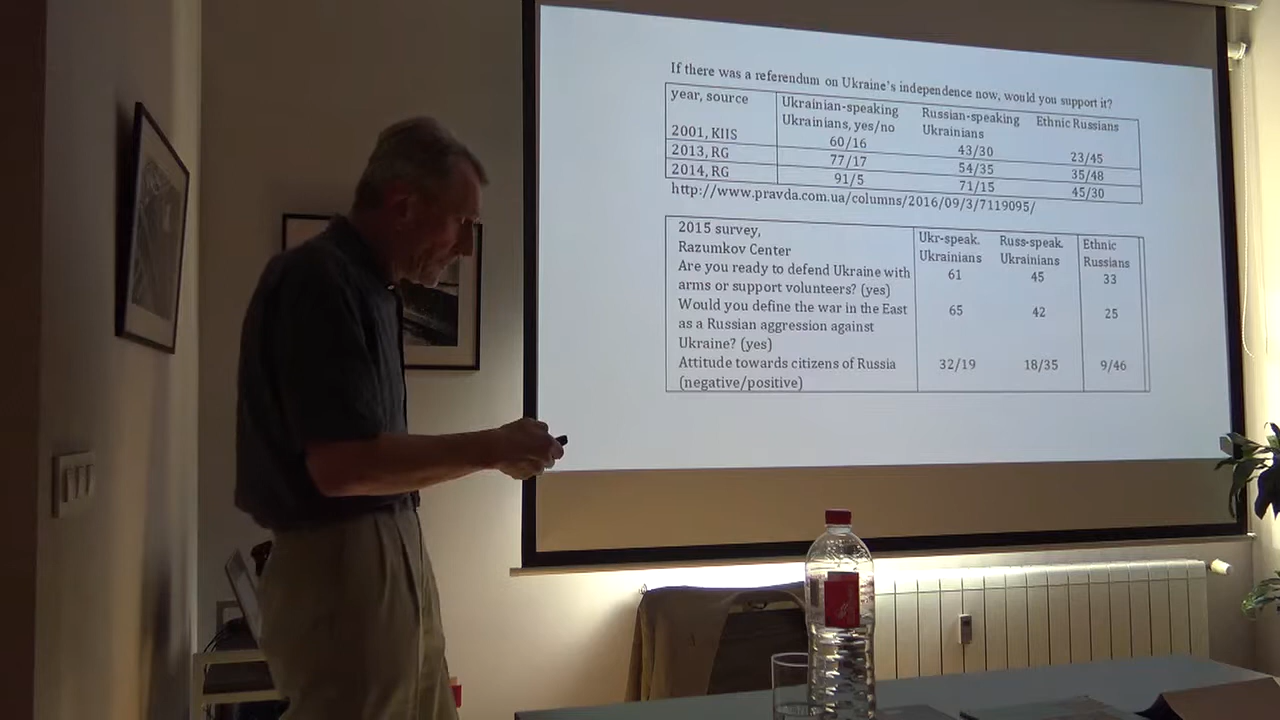 If there was a referendum on Ukraine's independence now, would you support it?
year, source Ukrainian-speaking Ukrainians, yes/no Russian-speaking Ukrainians Ethnic Russians
2001, KIIS 60/16 43/30 23/45
2013, RG 77/17 54/35 35/48
2014, RG 91/5 71/15 45/30
http://www.pravda.com.ua/columns/2016/09/3/7119095/
2015 survey, Ukr-speak. Russ-speak. Ethnic
Razumkov Center Ukrainians Ukrainians Russians
Are you ready to defend Ukraine with 61 45 33
arms or support volunteers? (yes)
Would you define the war in the East 65 42 25
as a Russian aggression against
Ukraine? (yes)
Attitude towards citizens of Russia 32/19 18/35 9/46
(negative/positive)